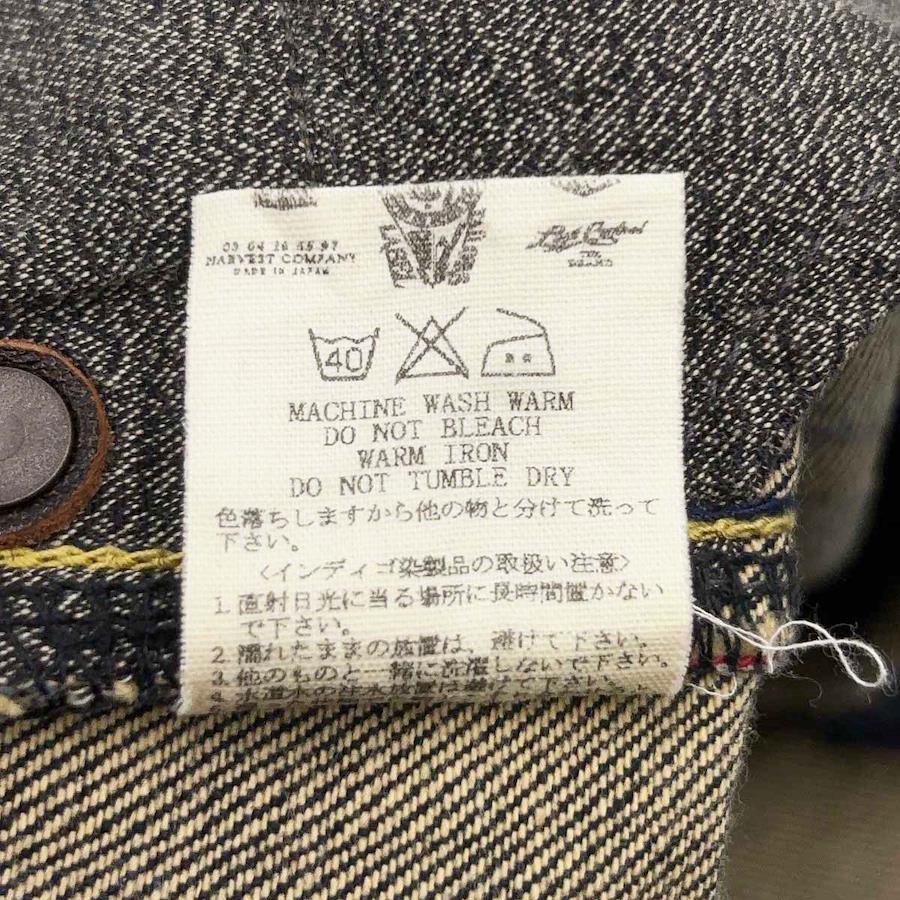 HARVEST COMPANY
MADE IN JAPAN
40
MACHINE WASH WARM
DO NOT BLEACH
WARM IRON
DO NOT TUMBLE DRY
色落ちしますから他の物と分けて洗って
下さい。
〈インディゴ染製品の取扱い注意〉
1. 直射日光に当る場所に長時間置かない
で下さい。
2. 濡れたままの放置は、避けて下さい。
3. 他のものと一緒に洗濯しないで下さい。